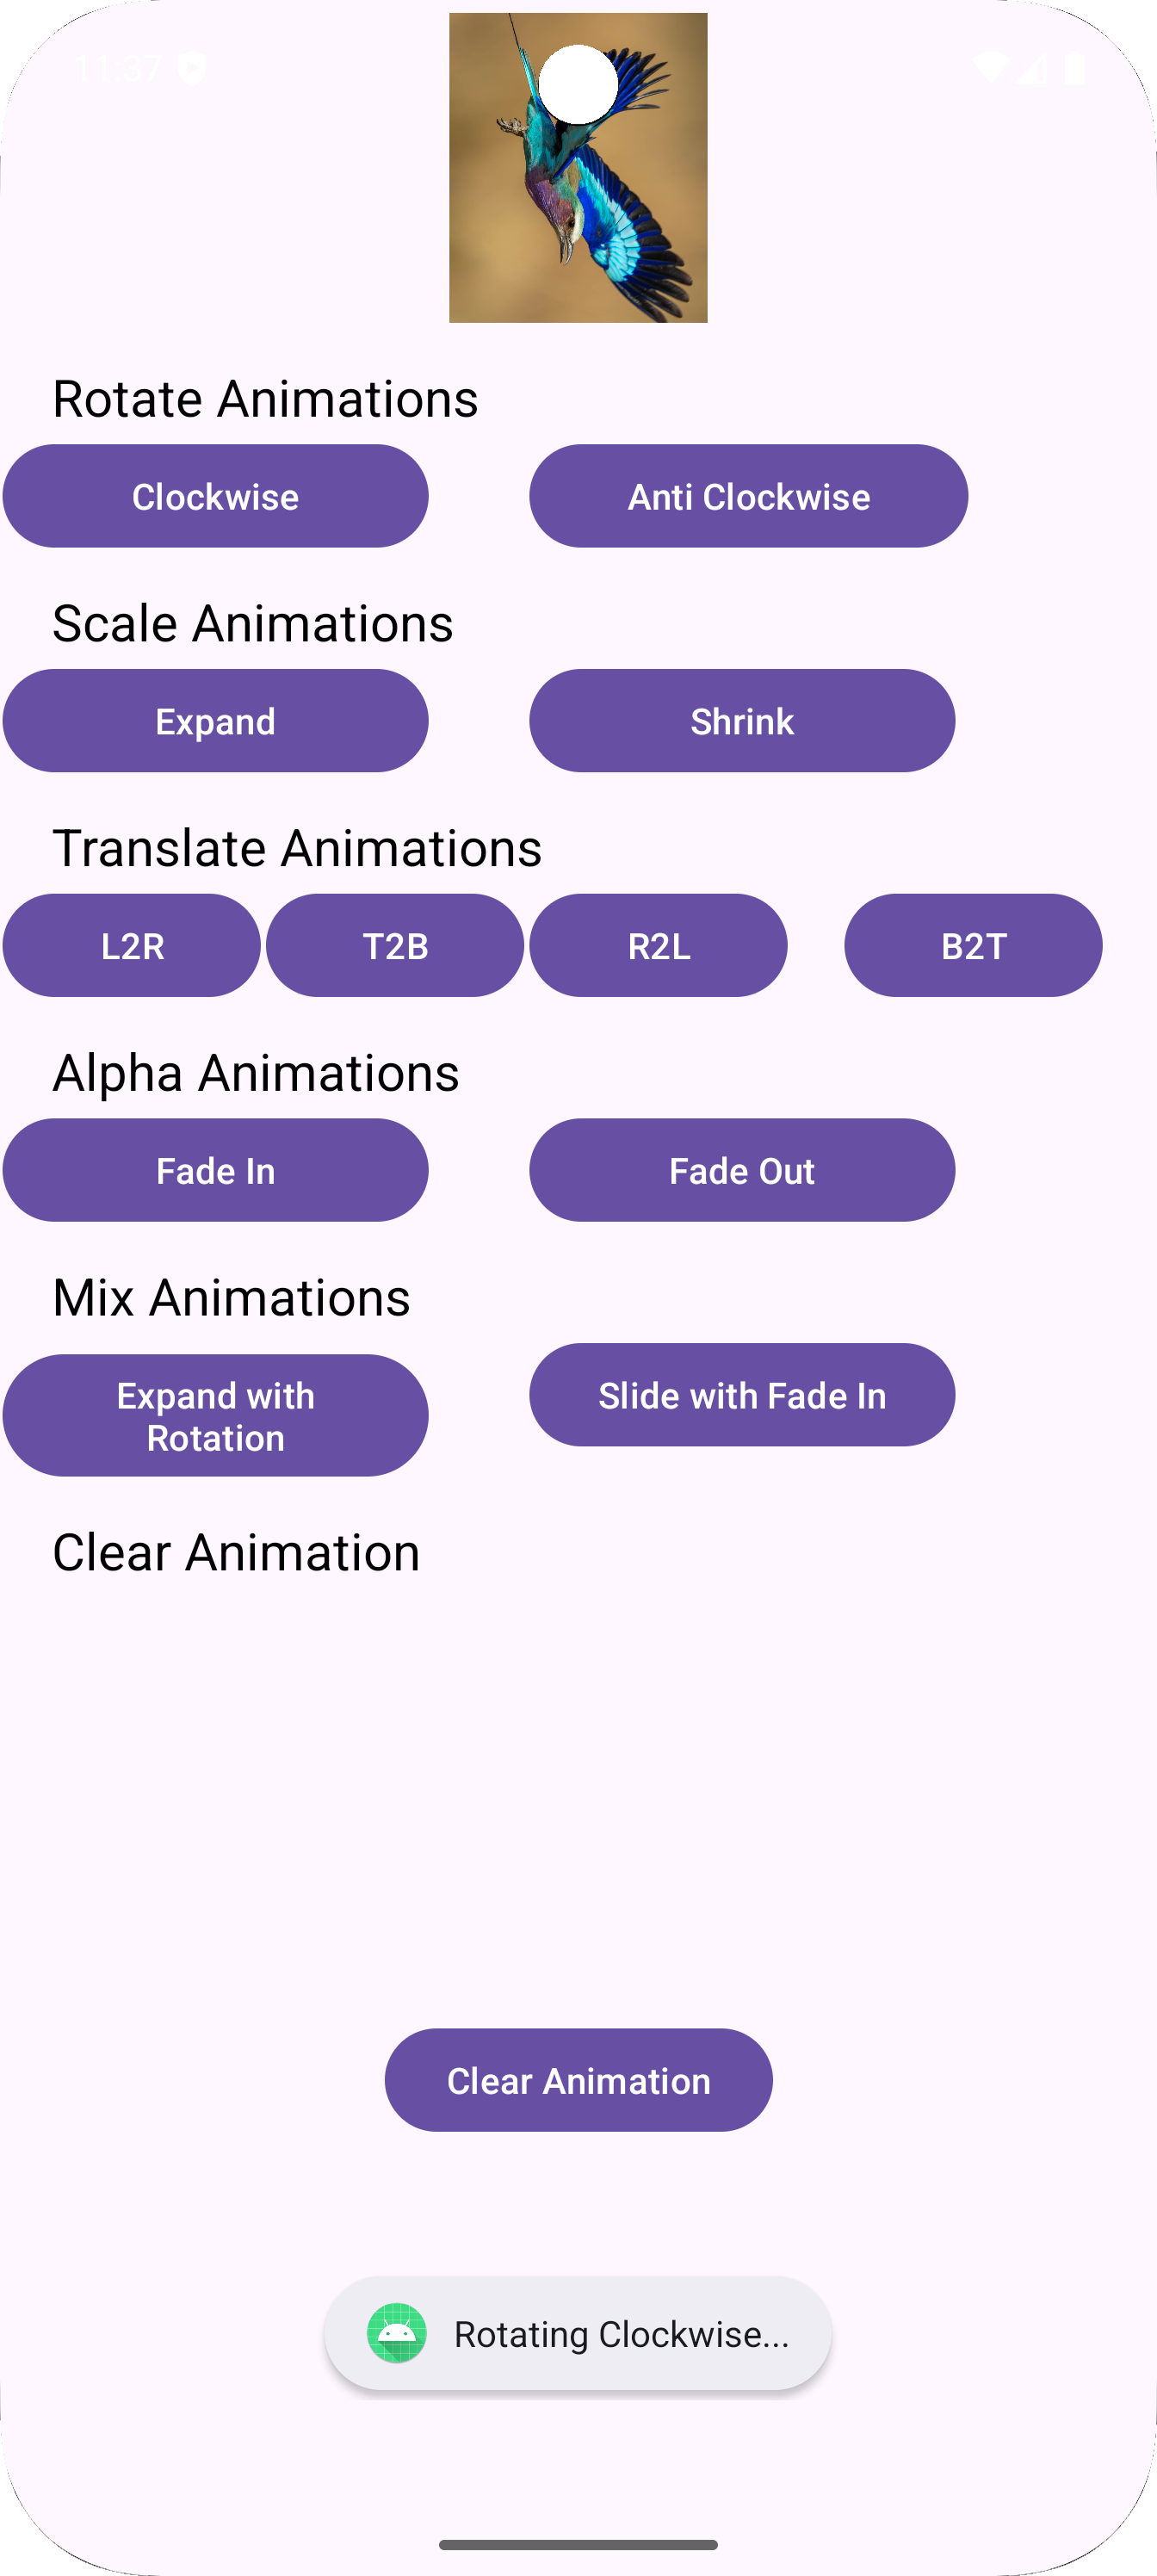 11:37
Rotate Animations
Clockwise
Anti Clockwise
Scale Animations
Expand
Shrink
Translate Animations
L2R
T2B
R2L
B2T
Alpha Animations
Fade In
Fade Out
Mix Animations
Expand with
Rotation
Slide with Fade In
Clear Animation
Clear Animation
Rotating Clockwise...